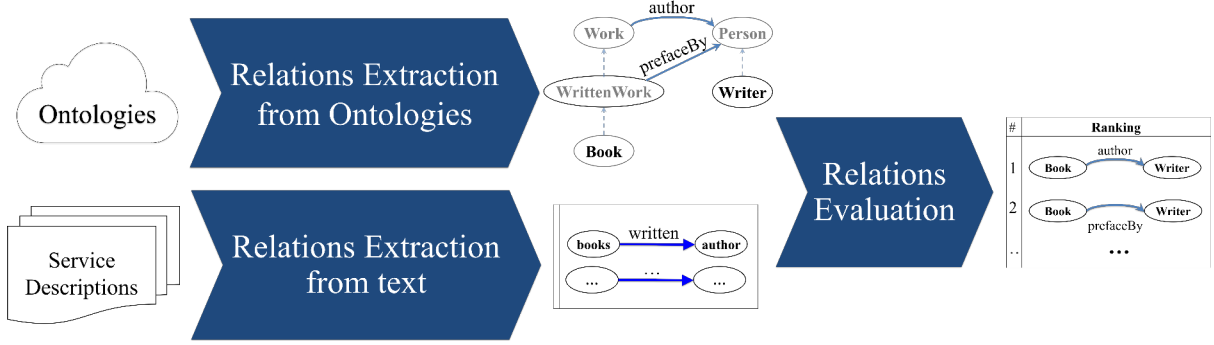 Ontologies
Relations Extraction
from Ontologies
author
Work
Person
prefaceBy
WrittenWork
Writer
Book
Service
Descriptions
Relations Extraction
from text
written
books
author
...
...
...
Relations
Evaluation
# Ranking
author
1 Book Writer
2 Book Writer
prefaceBy
.. ...